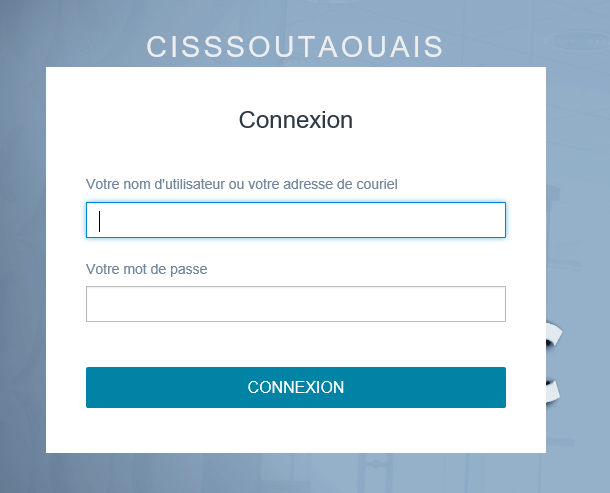 CISSSOUTAOUAIS
Connexion
Votre nom d'utilisateur ou votre adresse de couriel
Votre mot de passe
CONNEXION